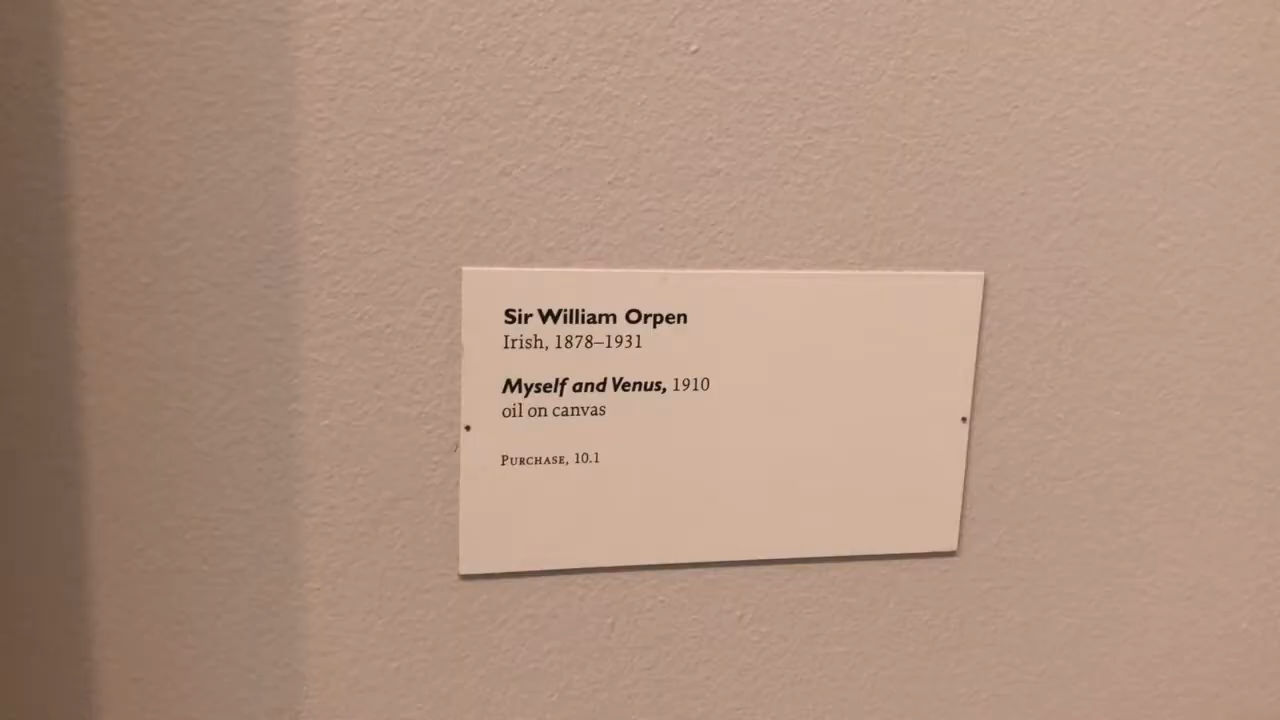 Sir William Orpen
Irish, 1878–1931
Myself and Venus, 1910
oil on canvas
PURCHASE, 10.1